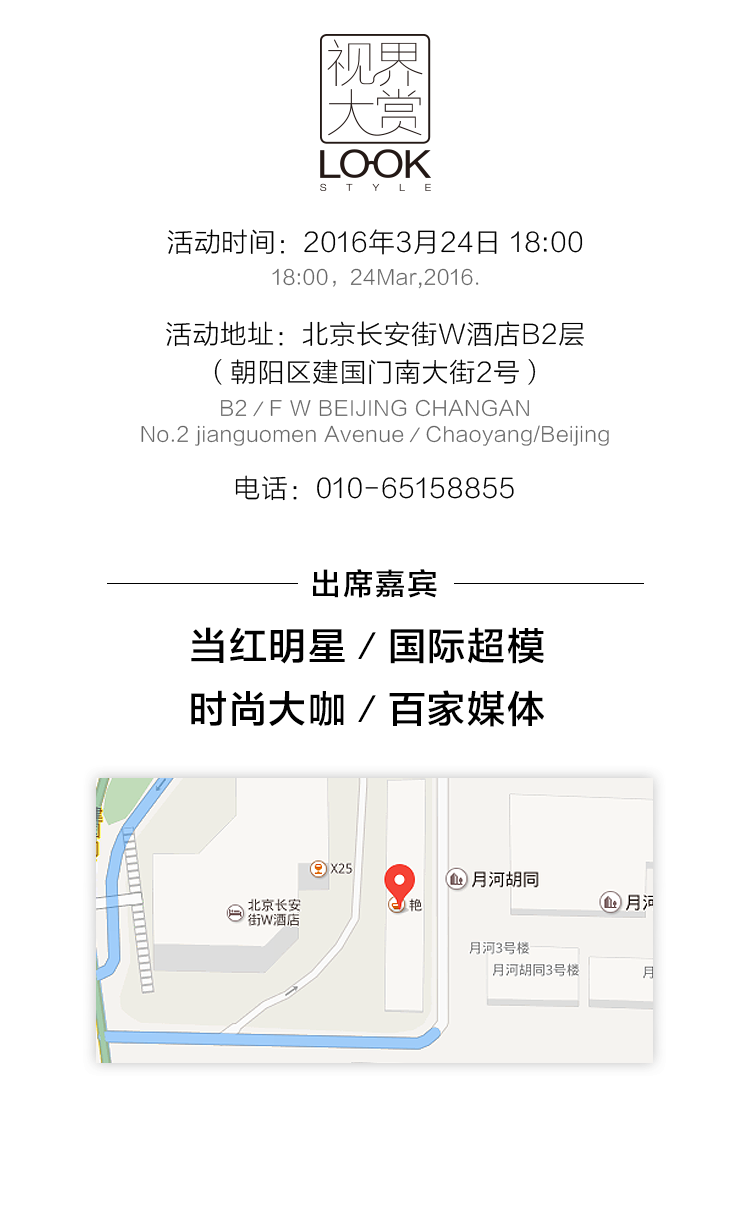 视界
大赏
LOOK
STYLE
活动时间：2016年3月24日 18:00
18:00，24Mar,2016.
活动地址：北京长安街W酒店B2层
（朝阳区建国门南大街2号）
B2 / F W BEIJING CHANGAN
No.2 jianguomen Avenue / Chaoyang/Beijing
电话：010-65158855
出席嘉宾
当红明星 / 国际超模
时尚大咖 / 百家媒体
X25
月河胡同
北京长安
街W酒店
艳
月河
月河3号楼
月河胡同3号楼
月